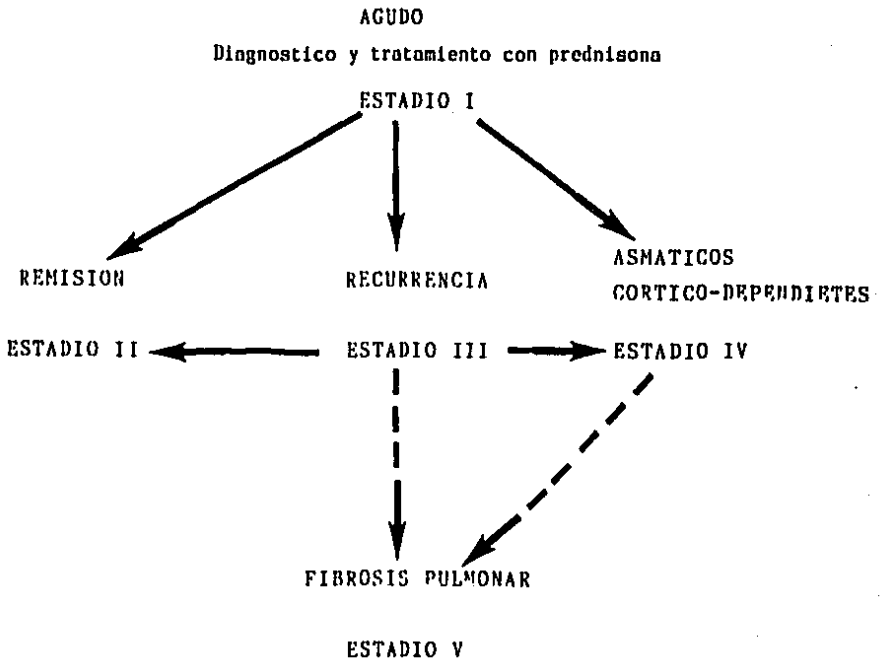 AGUDO
Diagnostico y tratamiento con prednisona
ESTADIO I
REMISION
RECURRENCIA
ASMATICOS
CORTICO-DEPENDIETES
ESTADIO II
ESTADIO III
ESTADIO IV
FIBROSIS PULMONAR
ESTADIO V